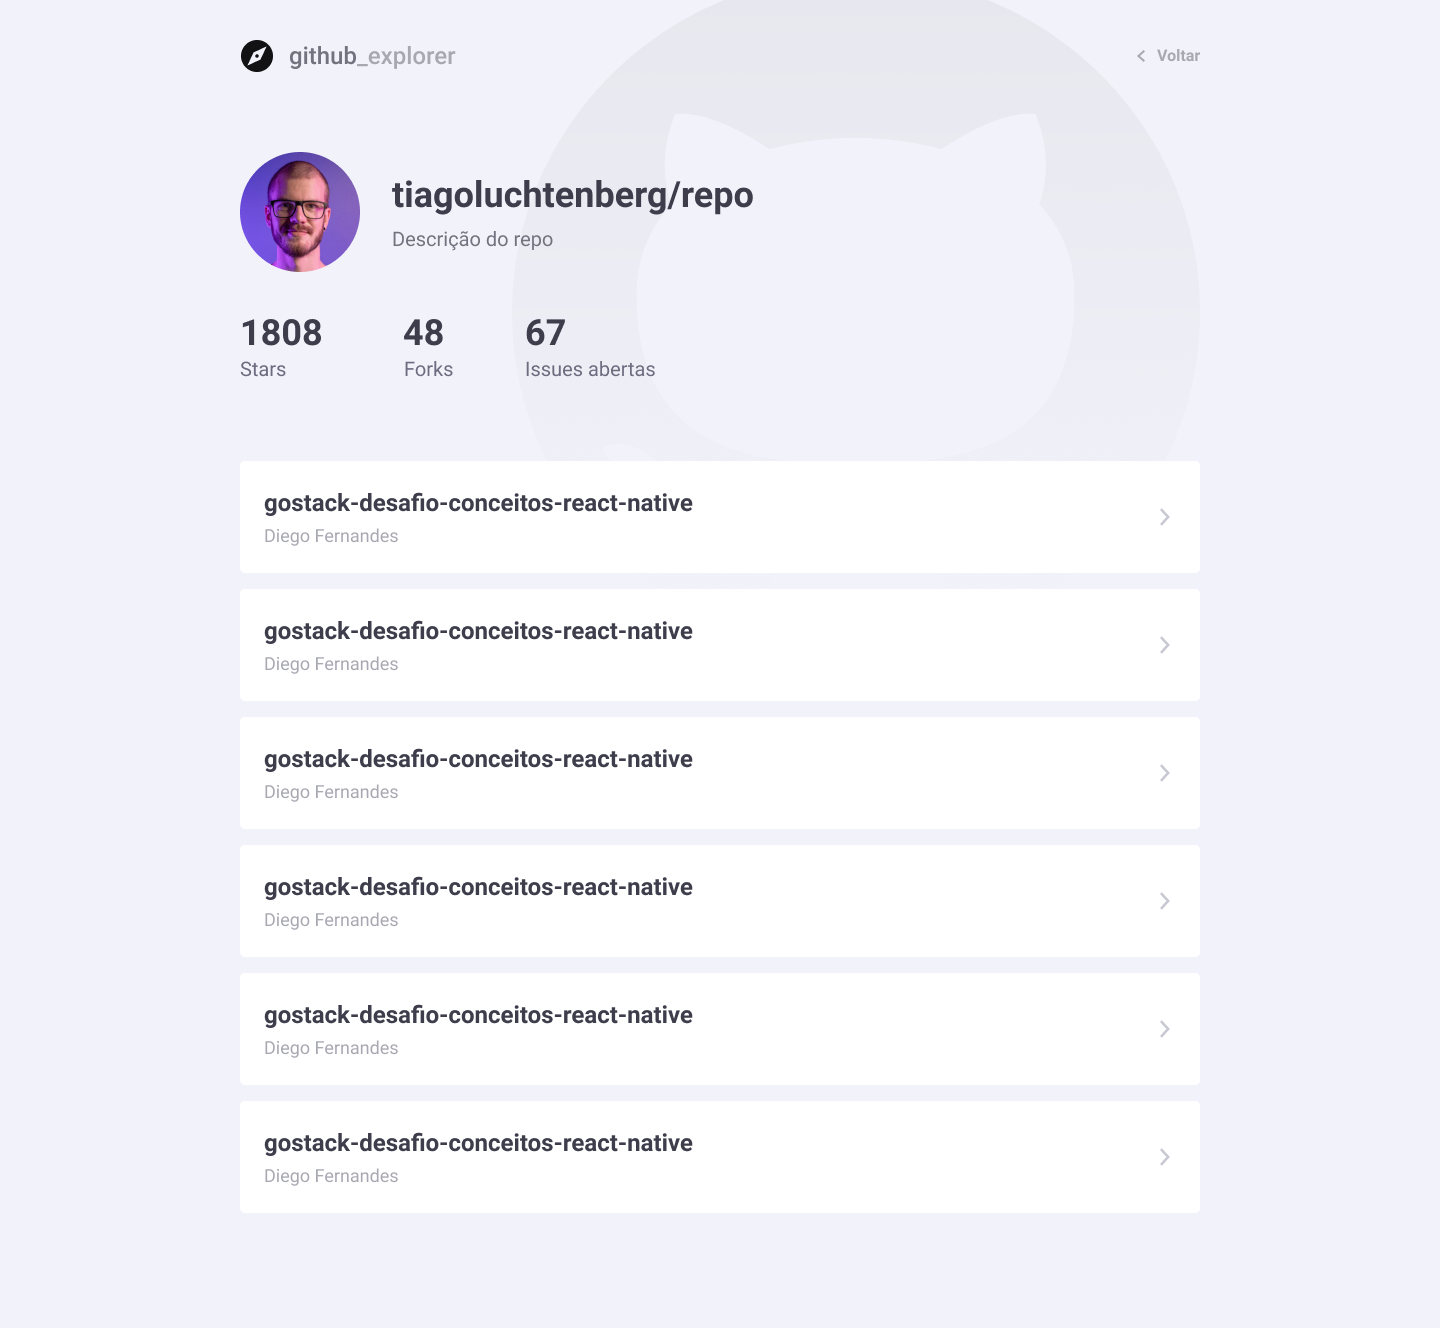 github_explorer
Voltar
tiagoluchtenberg/repo
Descrição do repo
1808
48
67
Stars
Forks
Issues abertas
gostack-desafio-conceitos-react-native
Diego Fernandes
gostack-desafio-conceitos-react-native
Diego Fernandes
gostack-desafio-conceitos-react-native
Diego Fernandes
gostack-desafio-conceitos-react-native
Diego Fernandes
gostack-desafio-conceitos-react-native
Diego Fernandes
gostack-desafio-conceitos-react-native
Diego Fernandes